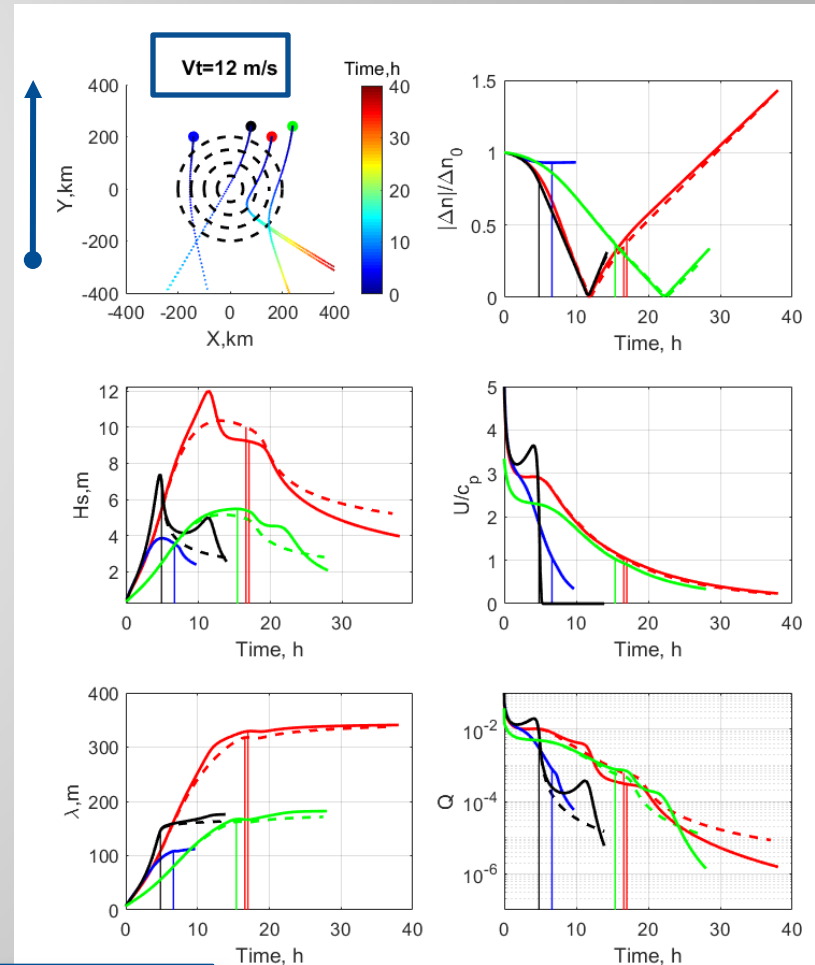 Vt=12 m/s
Time,h
400
200
0
-200
-400
-400 -200 0 200 400
X,km
Y,km
40
30
20
10
0
1.5
1
0.5
0
0 10 20 30 40
Time, h
|Δn|/Δn0
12
10
8
6
4
2
0 10 20 30
Time, h
Hs,m
5
4
3
2
1
0
0 10 20 30 40
Time, h
U/cp
400
300
200
100
0
0 10 20 30 40
Time, h
λ,m
10-2
10-4
10-6
0 10 20 30 40
Time, h
Q